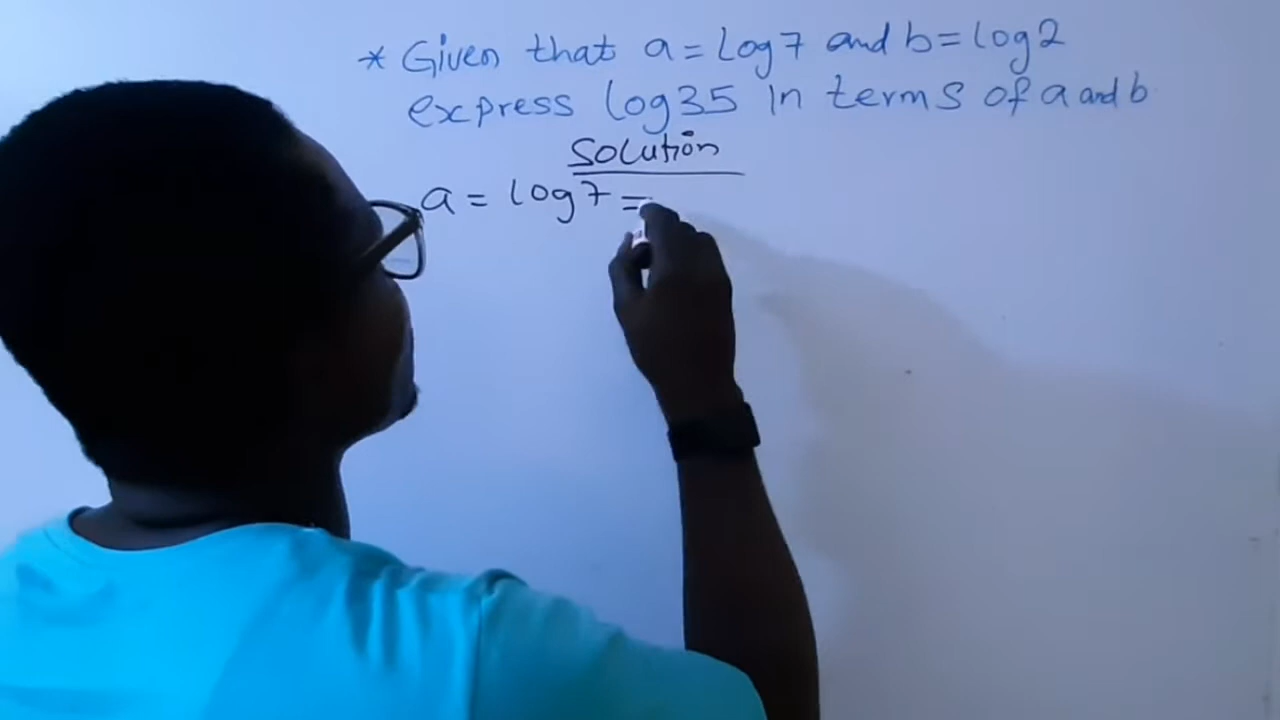 * Given that a = log7 and b = log2
express log35 in terms of a and b
Solution
a = log7 =